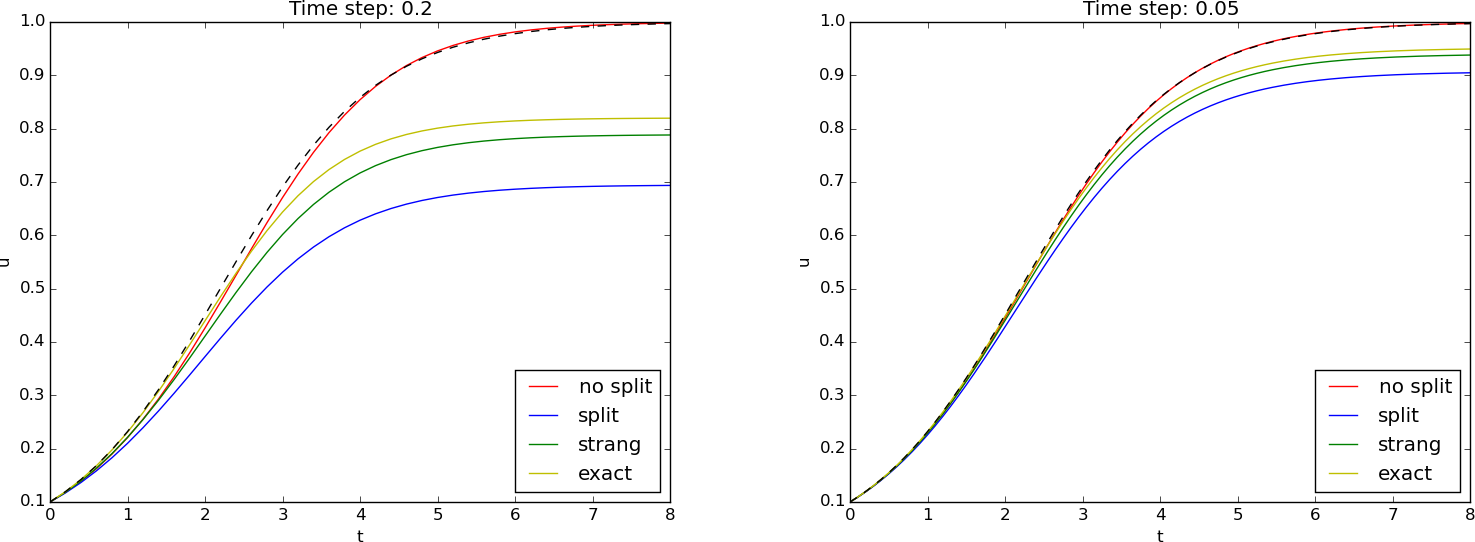 Time step: 0.2
1.0
0.9
0.8
0.7
0.6
0.5
0.4
0.3
0.2
0.1
u
0 1 2 3 4 5 6 7 8
t
no split
split
strang
exact
Time step: 0.05
1.0
0.9
0.8
0.7
0.6
0.5
0.4
0.3
0.2
0.1
u
0 1 2 3 4 5 6 7 8
t
no split
split
strang
exact